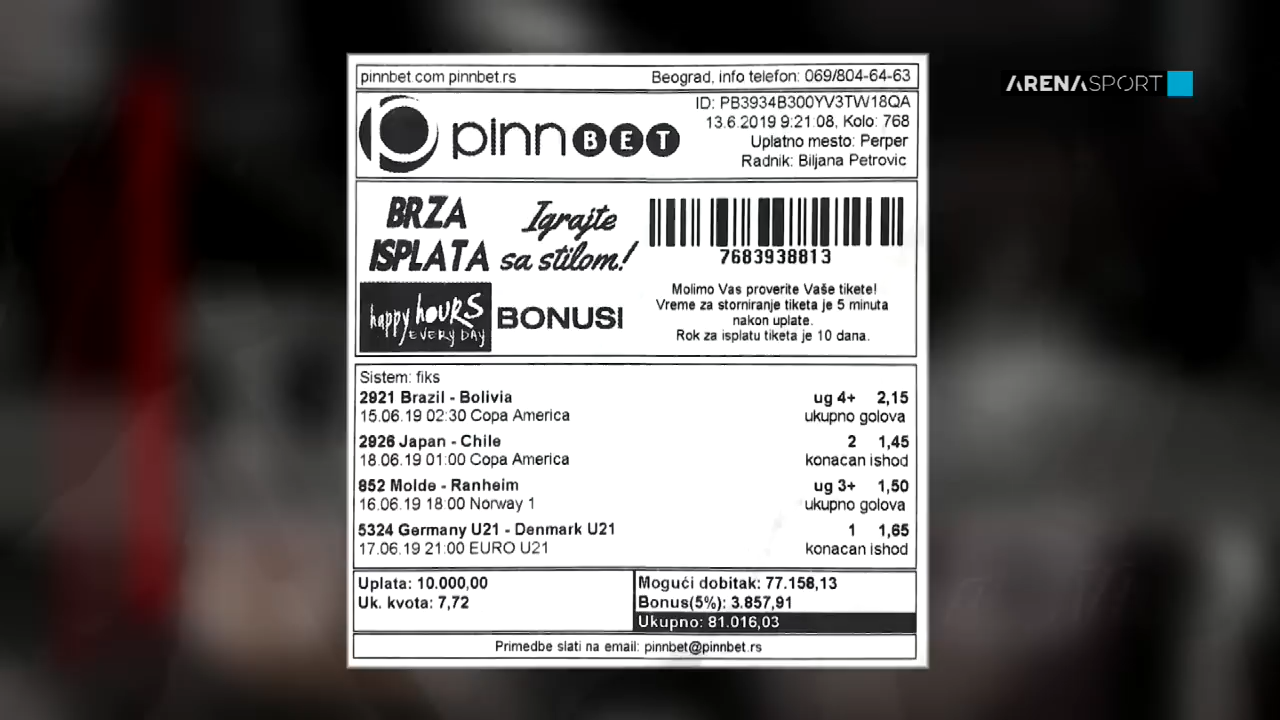 ARENASPORT
pinnbet.com pinnbet.rs Beograd, info telefon: 069/804-64-63
pinnBET
ID: PB3934B300YV3TW18QA
13.6.2019 9:21:08, Kolo: 768
Uplatno mesto: Perper
Radnik: Biljana Petrovic
BRZA
ISPLATA
Igrajte
sa stilom!
happy hours
EVERY DAY
BONUSI
7683938813
Molimo Vas proverite Vaše tikete!
Vreme za storniranje tiketa je 5 minuta
nakon uplate.
Rok za isplatu tiketa je 10 dana.
Sistem: fiks
2921 Brazil - Bolivia ug 4+ 2,15
15.06.19 02:30 Copa America ukupno golova
2926 Japan - Chile 2 1,45
18.06.19 01:00 Copa America konacan ishod
852 Molde - Ranheim ug 3+ 1,50
16.06.19 18:00 Norway 1 ukupno golova
5324 Germany U21 - Denmark U21 1 1,65
17.06.19 21:00 EURO U21 konacan ishod
Uplata: 10.000,00
Uk. kvota: 7,72
Mogući dobitak: 77.158,13
Bonus(5%): 3.857,91
Ukupno: 81.016,03
Primedbe slati na email: pinnbet@pinnbet.rs